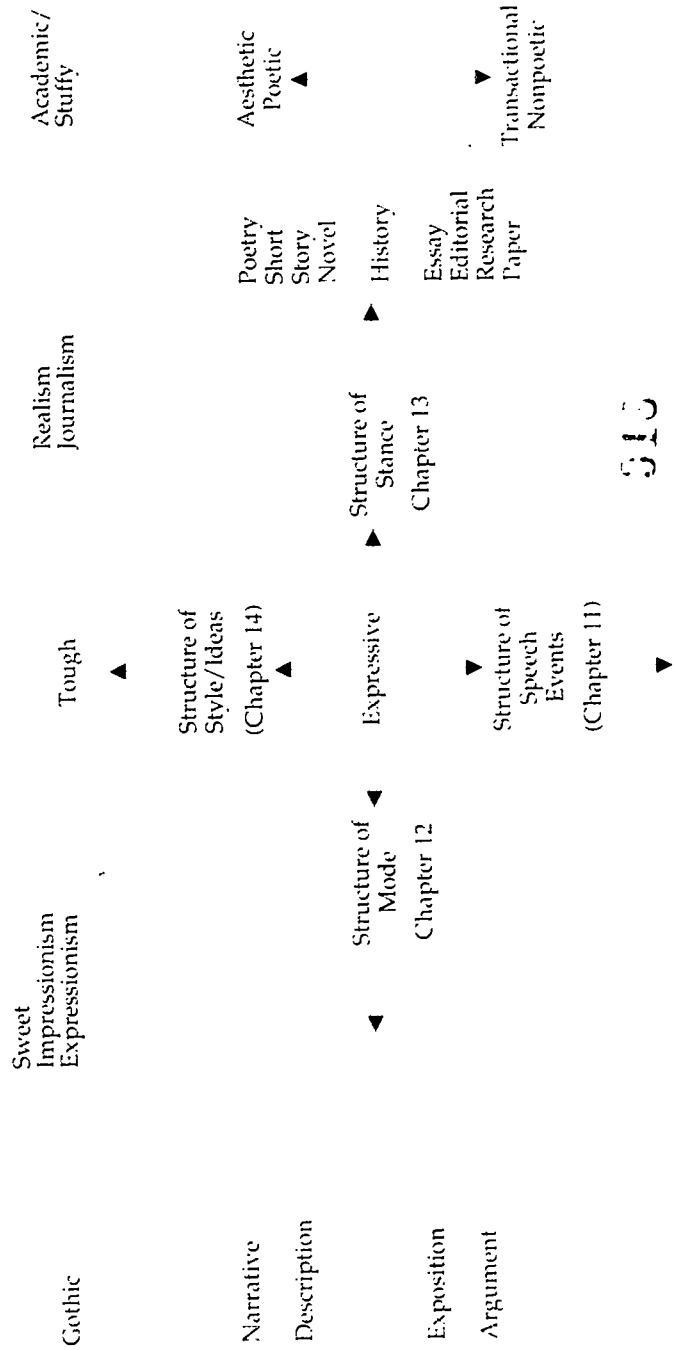 Gothic
Sweet
Impressionism
Expressionism
Tough
Realism
Journalism
Academic/
Stuffy
Structure of
Style/Ideas
(Chapter 14)
Narrative
Description
Exposition
Argument
Structure of
Mode
Chapter 12
Expressive
Structure of
Stance
Chapter 13
Poetry
Short
Story
Novel
History
Essay
Editorial
Research
Paper
Aesthetic
Poetic
Transactional
Nonpoetic
Structure of
Speech
Events
(Chapter 11)